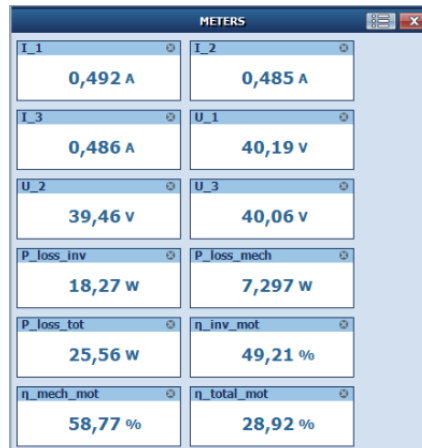 METERS
I_1 I_2
0,492 A 0,485 A
I_3 U_1
0,486 A 40,19 V
U_2 U_3
39,46 V 40,06 V
P_loss_inv P_loss_mech
18,27 W 7,297 W
P_loss_tot η_inv_mot
25,56 W 49,21 %
η_mech_mot η_total_mot
58,77 % 28,92 %